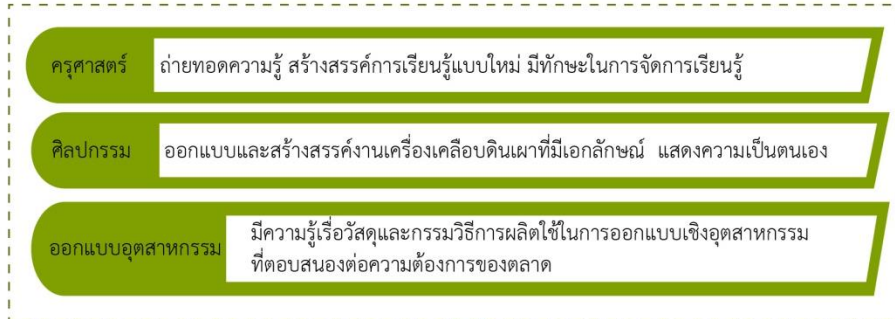 ครุศาสตร์ ถ่ายทอดความรู้ สร้างสรรค์การเรียนรู้แบบใหม่ มีทักษะในการจัดการเรียนรู้
ศิลปกรรม ออกแบบและสร้างสรรค์งานเครื่องเคลือบดินเผาที่มีเอกลักษณ์ แสดงความเป็นตนเอง
ออกแบบอุตสาหกรรม
มีความรู้เรื่อวัสดุและกรรมวิธีการผลิตใช้ในการออกแบบเชิงอุตสาหกรรม
ที่ตอบสนองต่อความต้องการของตลาด